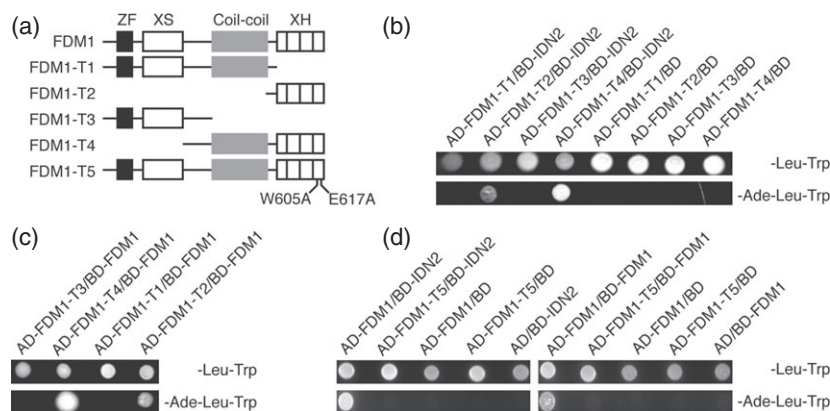 (a)
ZF XS Coil-coil XH
FDM1
FDM1-T1
FDM1-T2
FDM1-T3
FDM1-T4
FDM1-T5
W605A E617A
(b)
AD-FDM1-T1/BD-IDN2
AD-FDM1-T2/BD-IDN2
AD-FDM1-T3/BD-IDN2
AD-FDM1-T4/BD-IDN2
AD-FDM1-T1/BD
AD-FDM1-T2/BD
AD-FDM1-T3/BD
AD-FDM1-T4/BD
-Leu-Trp
-Ade-Leu-Trp
(c)
AD-FDM1-T3/BD-FDM1
AD-FDM1-T4/BD-FDM1
AD-FDM1-T1/BD-FDM1
AD-FDM1-T2/BD-FDM1
-Leu-Trp
-Ade-Leu-Trp
(d)
AD-FDM1/BD-IDN2
AD-FDM1-T5/BD-IDN2
AD-FDM1/BD
AD-FDM1-T5/BD
AD/BD-IDN2
AD-FDM1/BD-FDM1
AD-FDM1-T5/BD-FDM1
AD-FDM1/BD
AD-FDM1-T5/BD
AD/BD-FDM1
-Leu-Trp
-Ade-Leu-Trp